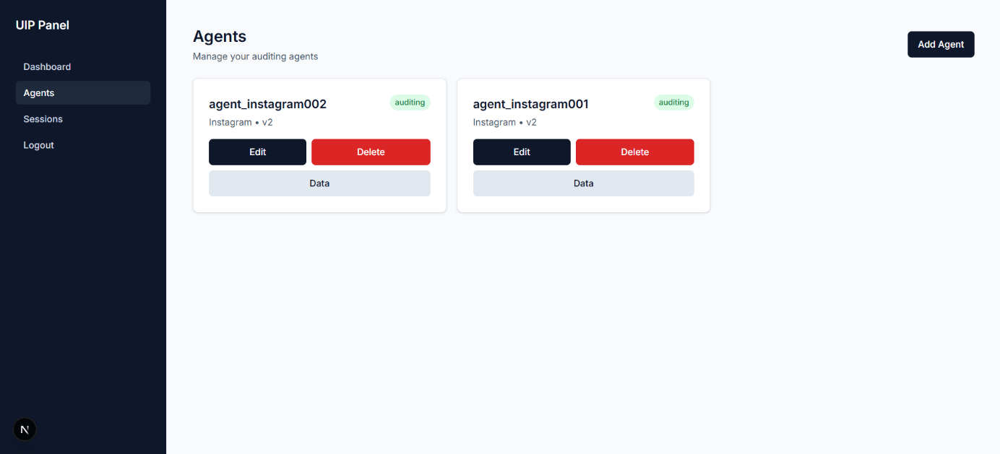 UIP Panel
Dashboard
Agents
Sessions
Logout
N
Agents
Manage your auditing agents
Add Agent
agent_instagram002
auditing
Instagram • v2
Edit
Delete
Data
agent_instagram001
auditing
Instagram • v2
Edit
Delete
Data